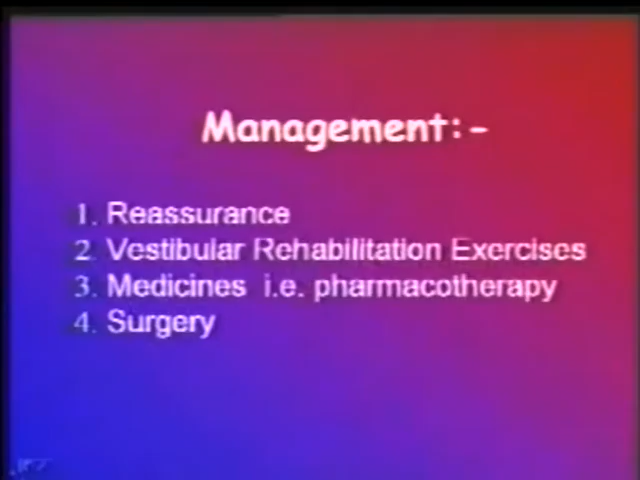 Management:-
1. Reassurance
2. Vestibular Rehabilitation Exercises
3. Medicines i.e. pharmacotherapy
4. Surgery